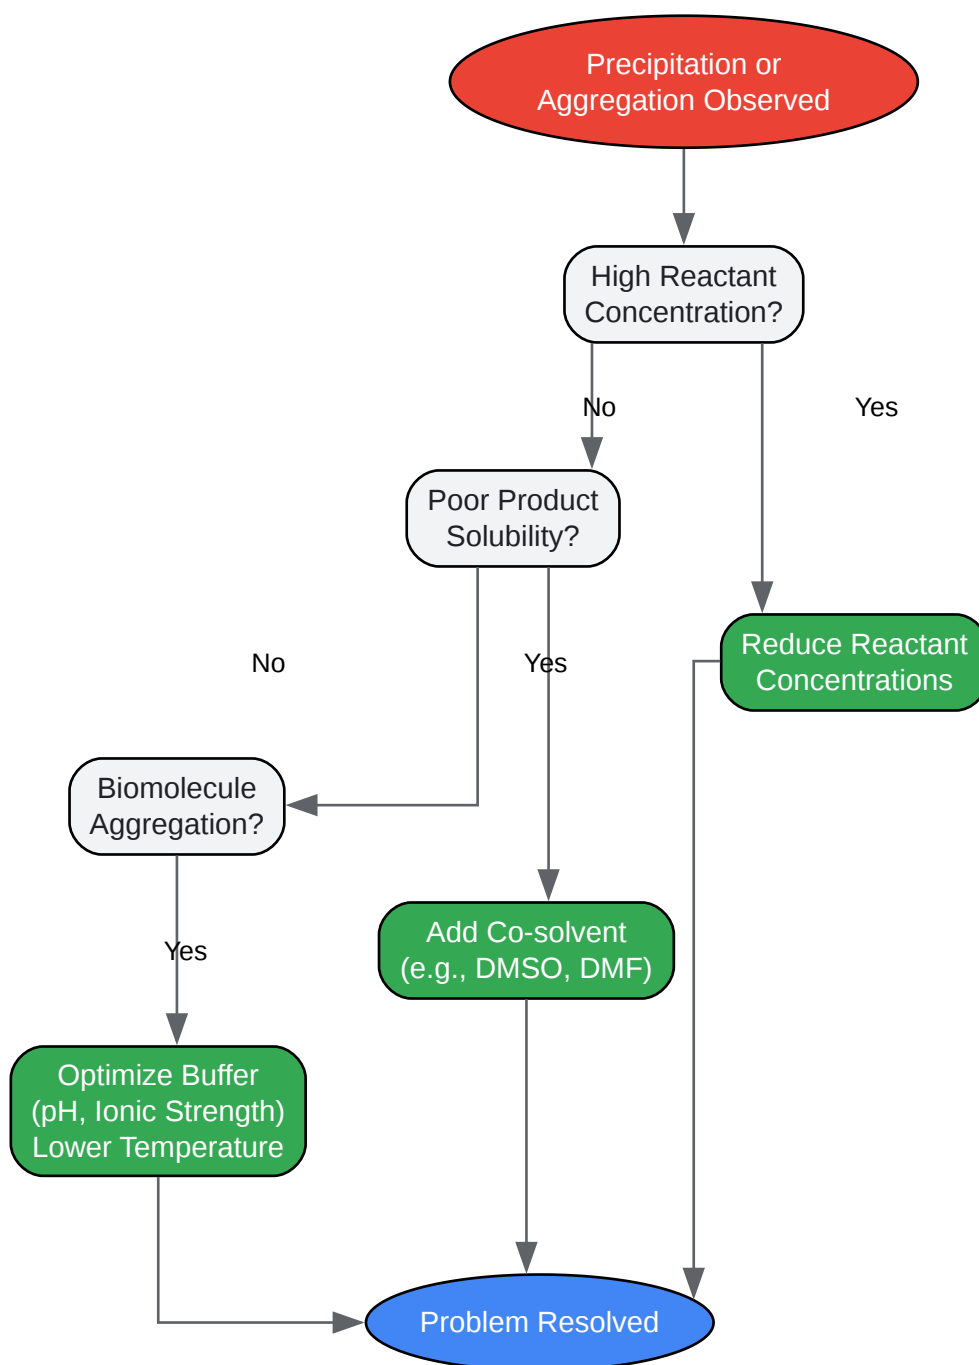 Precipitation or
Aggregation Observed
High Reactant
Concentration?
No
Yes
Poor Product
Solubility?
No
Yes
Reduce Reactant
Concentrations
Biomolecule
Aggregation?
Yes
Add Co-solvent
(e.g., DMSO, DMF)
Optimize Buffer
(pH, Ionic Strength)
Lower Temperature
Problem Resolved